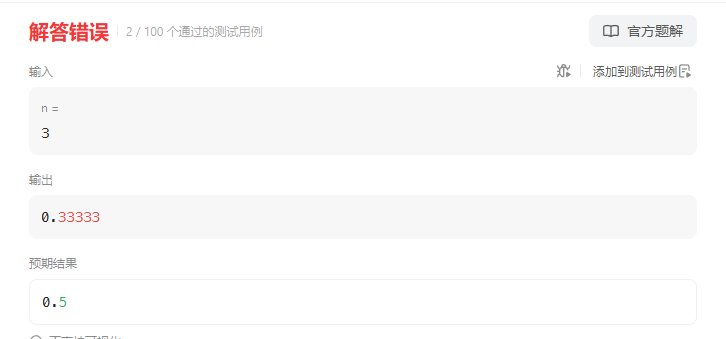 解答错误 2 / 100 个通过的测试用例 官方题解
输入 添加到测试用例
n =
3
输出
0.33333
预期结果
0.5